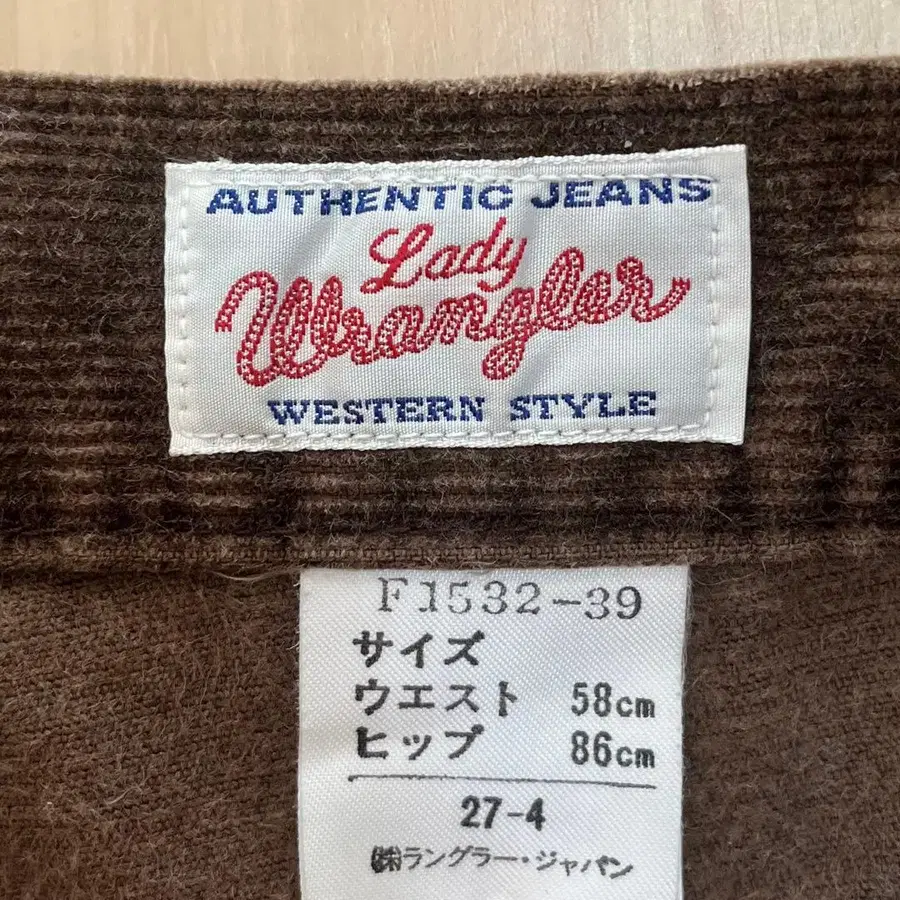 AUTHENTIC JEANS
Lady
Wrangler
WESTERN STYLE
F1532-39
サイズ
ウエスト 58cm
ヒップ 86cm
27-4
㈱ラングラー・ジャパン